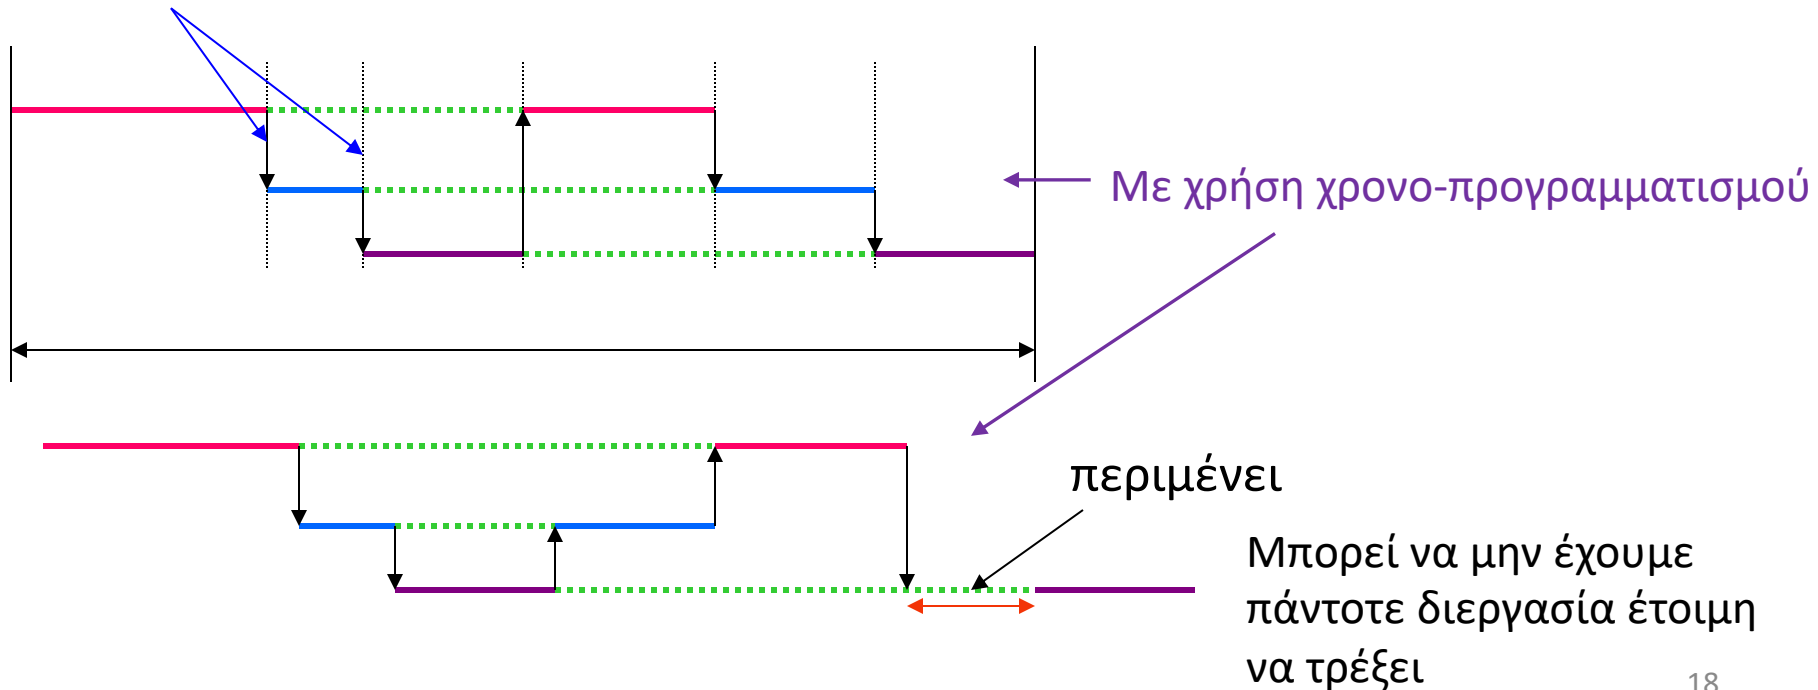 Με χρήση χρονο-προγραμματισμού
περιμένει
Μπορεί να μην έχουμε
πάντοτε διεργασία έτοιμη
να τρέξει
18